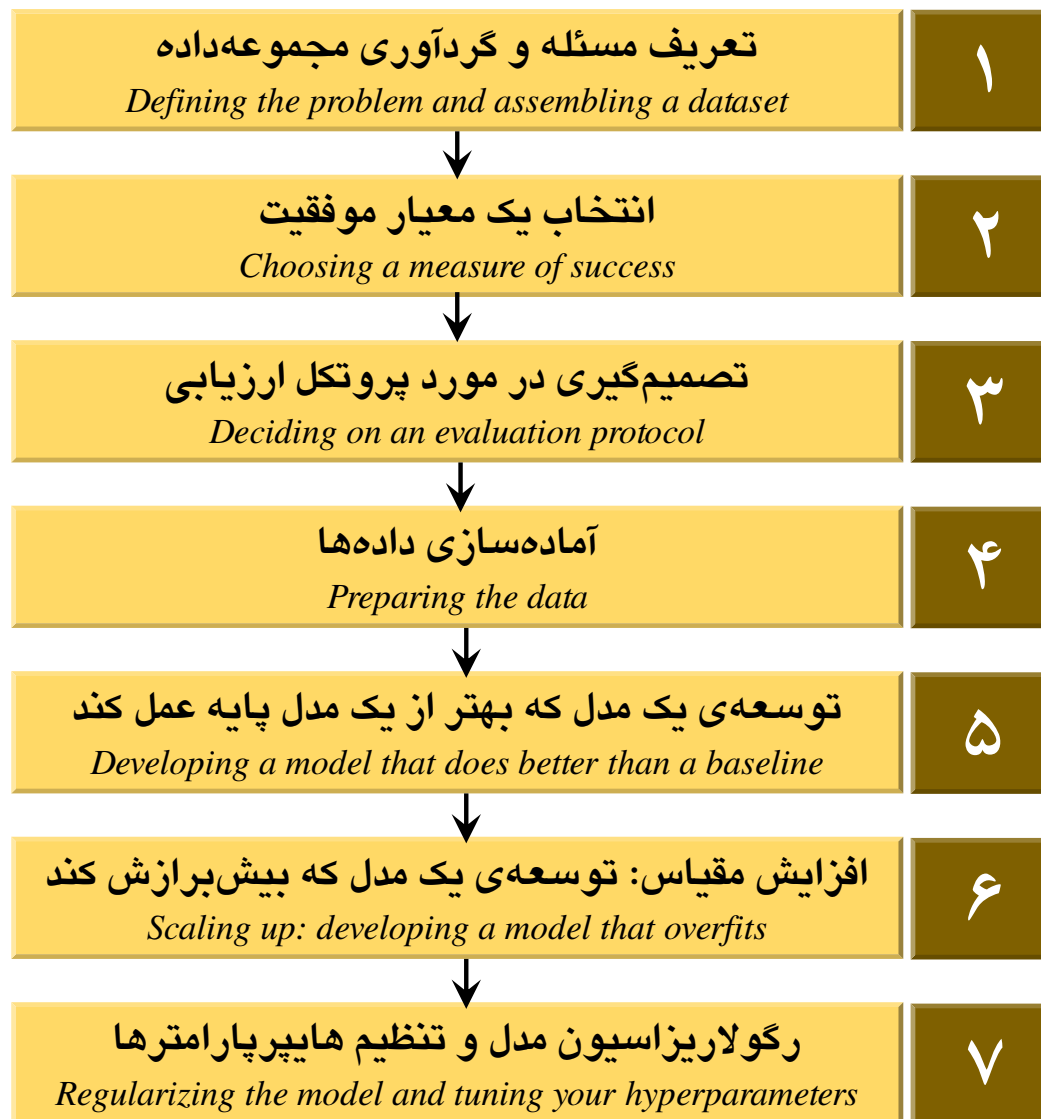 ۱
تعریف مسئله و گردآوری مجموعه‌داده
Defining the problem and assembling a dataset
۲
انتخاب یک معیار موفقیت
Choosing a measure of success
۳
تصمیم‌گیری در مورد پروتکل ارزیابی
Deciding on an evaluation protocol
۴
آماده‌سازی داده‌ها
Preparing the data
۵
توسعه‌ی یک مدل که بهتر از یک مدل پایه عمل کند
Developing a model that does better than a baseline
۶
افزایش مقیاس: توسعه‌ی یک مدل که بیش‌برازش کند
Scaling up: developing a model that overfits
۷
رگولاریزاسیون مدل و تنظیم هایپرپارامترها
Regularizing the model and tuning your hyperparameters